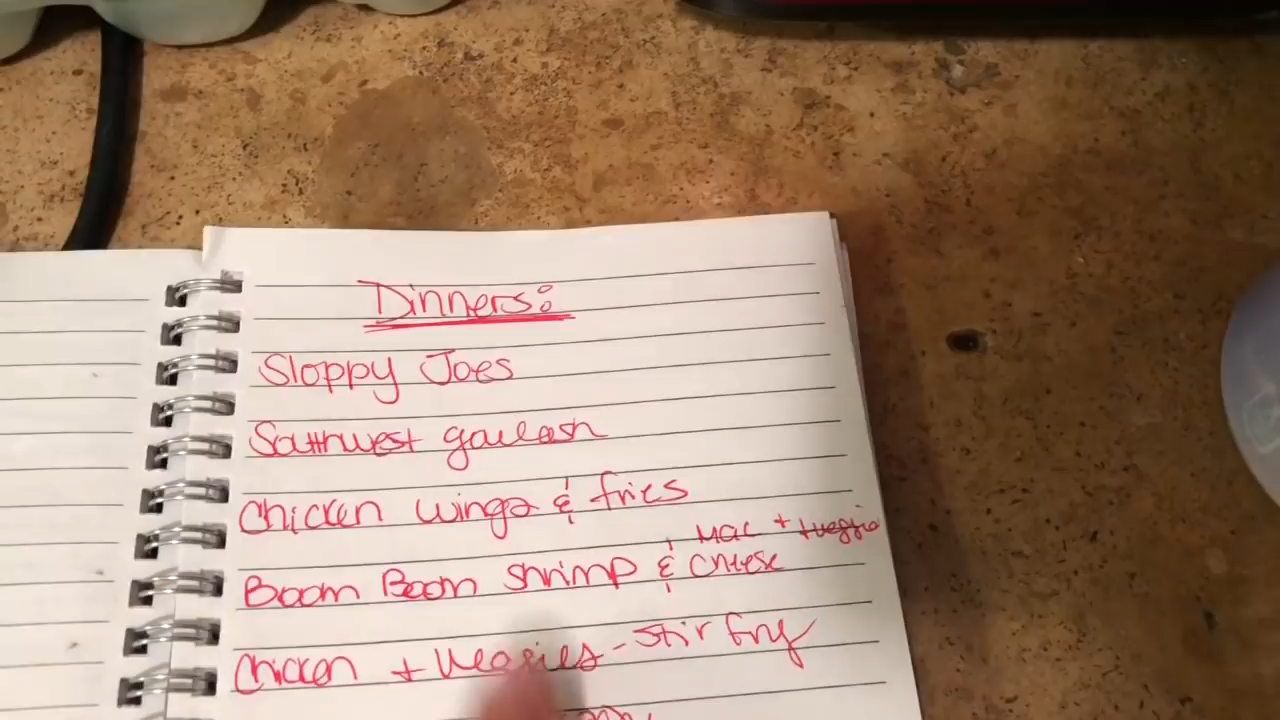 Dinners:
Sloppy Joes
Southwest goulash
Chicken wings & fries
Boom Boom shrimp & Mac + veggie
Cheese
Chicken + Veggies - Stir fry